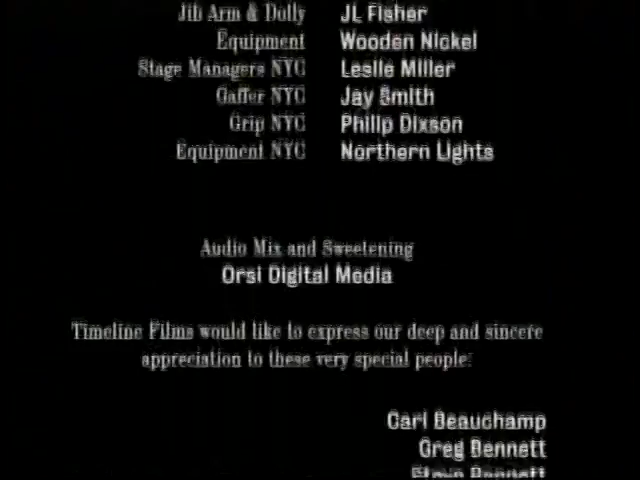 Jib Arm & Dolly JL Fisher
Equipment Wooden Nickel
Stage Managers NYC Leslie Miller
Gaffer NYC Jay Smith
Grip NYC Philip Dixson
Equipment NYC Northern Lights
Audio Mix and Sweetening
Orsi Digital Media
Timeline Films would like to express our deep and sincere
appreciation to these very special people:
Carl Beauchamp
Greg Bennett
Steve Bennett